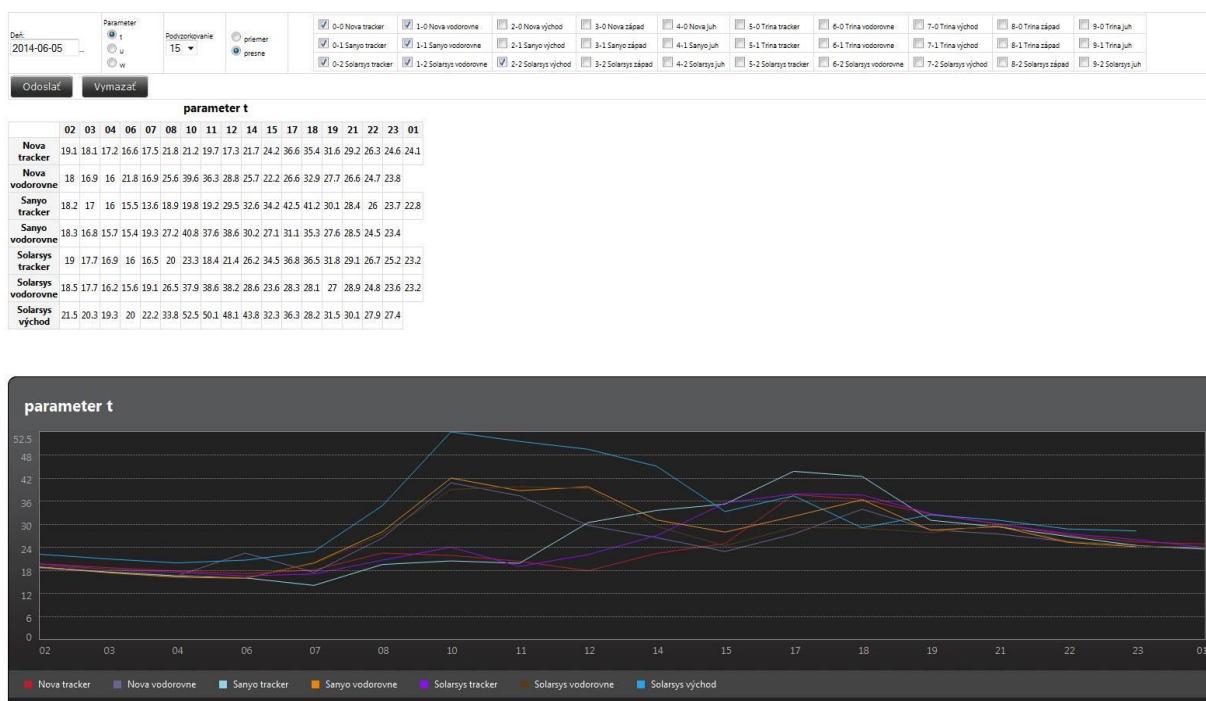 Deň:
2014-06-05 ...
Parameter
t
u
w
Podvzorkovanie
15
priemer
presne
0-0 Nova tracker 1-0 Nova vodorovne 2-0 Nova východ 3-0 Nova západ 4-0 Nova juh 5-0 Trina tracker 6-0 Trina vodorovne 7-0 Trina východ 8-0 Trina západ 9-0 Trina juh
0-1 Sanyo tracker 1-1 Sanyo vodorovne 2-1 Sanyo východ 3-1 Sanyo západ 4-1 Sanyo juh 5-1 Trina tracker 6-1 Trina vodorovne 7-1 Trina východ 8-1 Trina západ 9-1 Trina juh
0-2 Solarsys tracker 1-2 Solarsys vodorovne 2-2 Solarsys východ 3-2 Solarsys západ 4-2 Solarsys juh 5-2 Solarsys tracker 6-2 Solarsys vodorovne 7-2 Solarsys východ 8-2 Solarsys západ 9-2 Solarsys juh
Odoslať Vymazať
parameter t
02 03 04 06 07 08 10 11 12 14 15 17 18 19 21 22 23 01
Nova
tracker 19.1 18.1 17.2 16.6 17.5 21.8 21.2 19.7 17.3 21.7 24.2 36.6 35.4 31.6 29.2 26.3 24.6 24.1
Nova
vodorovne 18 16.9 16 21.8 16.9 25.6 39.6 36.3 28.8 25.7 22.2 26.6 32.9 27.7 26.6 24.7 23.8
Sanyo
tracker 18.2 17 16 15.5 13.6 18.9 19.8 19.2 29.5 32.6 34.2 42.5 41.2 30.1 28.4 26 23.7 22.8
Sanyo
vodorovne 18.3 16.8 15.7 15.4 19.3 27.2 40.8 37.6 38.6 30.2 27.1 31.1 35.3 27.6 28.5 24.5 23.4
Solarsys
tracker 19 17.7 16.9 16 16.5 20 23.3 18.4 21.4 26.2 34.5 36.8 36.5 31.8 29.1 26.7 25.2 23.2
Solarsys
vodorovne 18.5 17.7 16.2 15.6 19.1 26.5 37.9 38.6 38.2 28.6 23.6 28.3 28.1 27 28.9 24.8 23.6 23.2
Solarsys
východ 21.5 20.3 19.3 20 22.2 33.8 52.5 50.1 48.1 43.8 32.3 36.3 28.2 31.5 30.1 27.9 27.4
parameter t
52.5
48
42
36
30
24
18
12
6
0
02 03 04 06 07 08 10 11 12 14 15 17 18 19 21 22 23 01
Nova tracker Nova vodorovne Sanyo tracker Sanyo vodorovne Solarsys tracker Solarsys vodorovne Solarsys východ